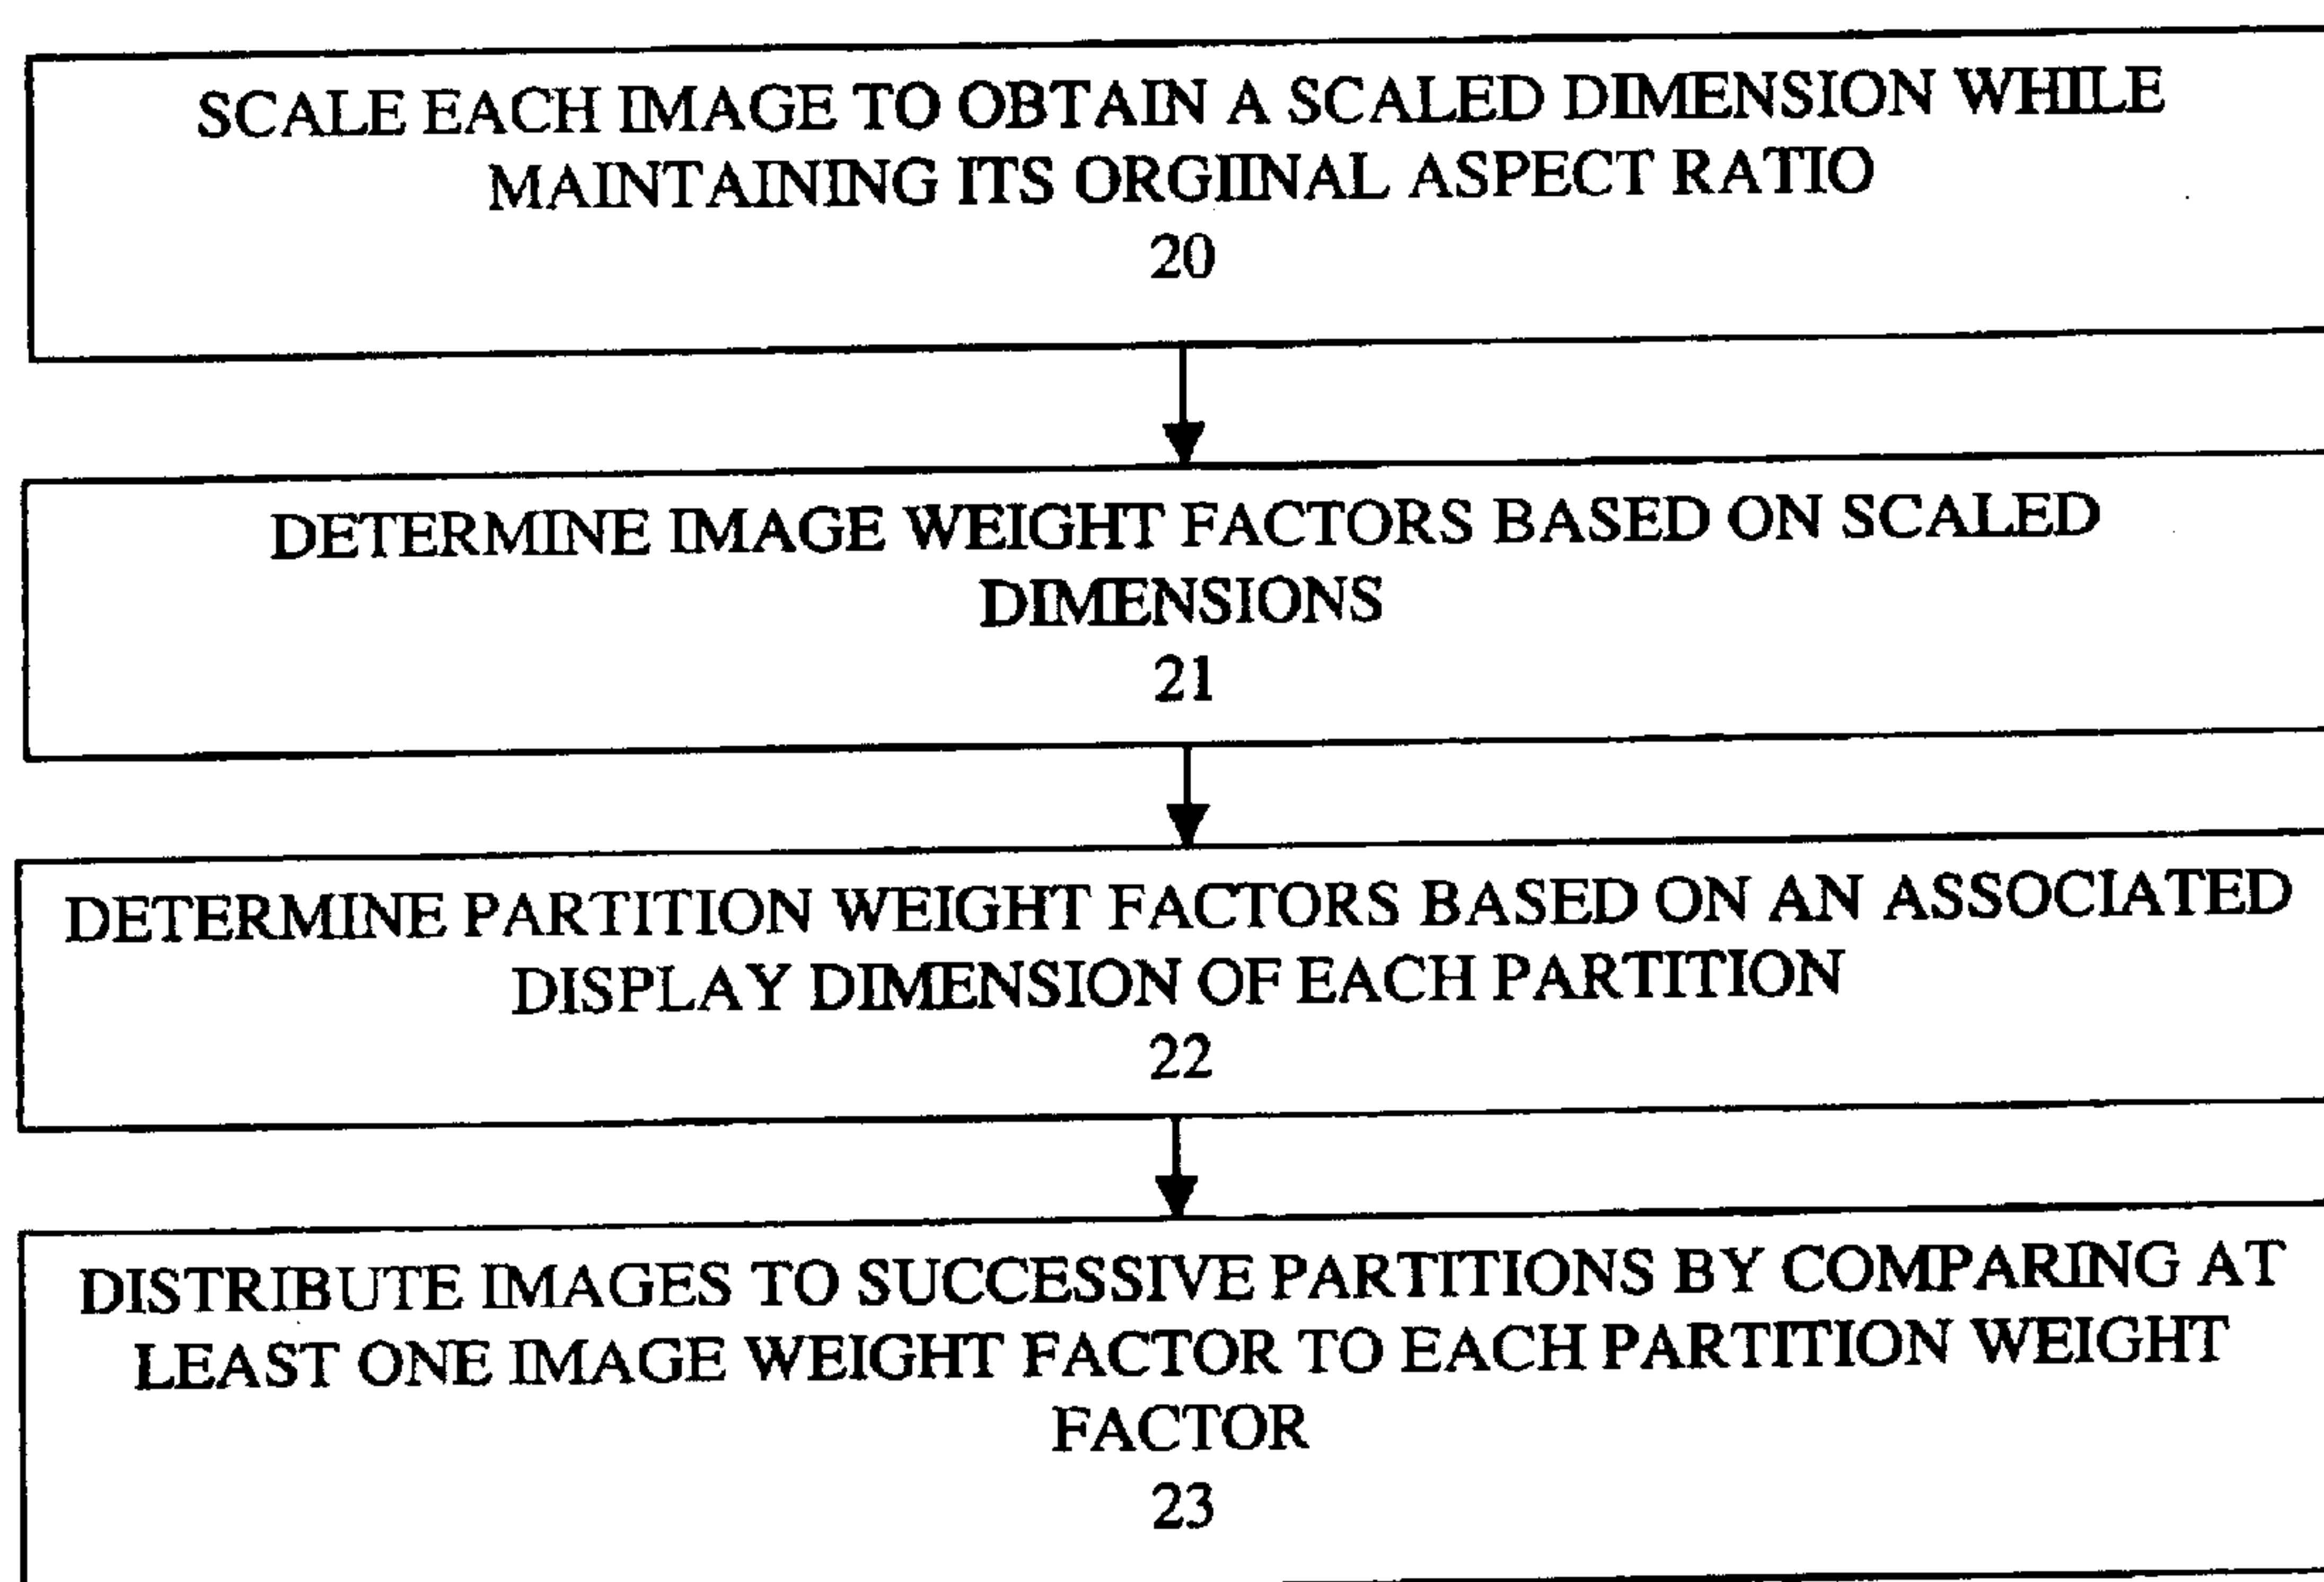 SCALE EACH IMAGE TO OBTAIN A SCALED DIMENSION WHILE
MAINTAINING ITS ORGIINAL ASPECT RATIO
20
DETERMINE IMAGE WEIGHT FACTORS BASED ON SCALED
DIMENSIONS
21
DETERMINE PARTITION WEIGHT FACTORS BASED ON AN ASSOCIATED
DISPLAY DIMENSION OF EACH PARTITION
22
DISTRIBUTE IMAGES TO SUCCESSIVE PARTITIONS BY COMPARING AT
LEAST ONE IMAGE WEIGHT FACTOR TO EACH PARTITION WEIGHT
FACTOR
23